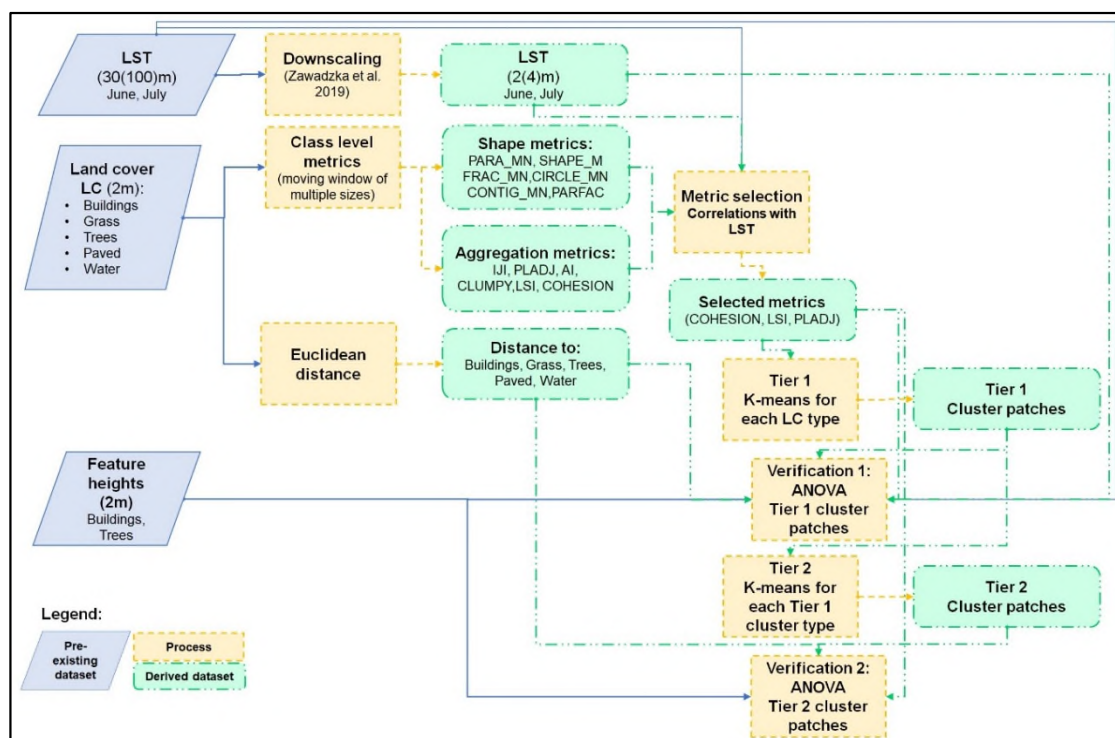 LST
(30(100)m)
June, July
Downscaling
(Zawadzka et al.
2019)
LST
(2(4)m)
June, July
Land cover
LC (2m):
• Buildings
• Grass
• Trees
• Paved
• Water
Class level
metrics
(moving window of
multiple sizes)
Shape metrics:
PARA_MN, SHAPE_M
FRAC_MN,CIRCLE_MN
CONTIG_MN,PARFAC
Metric selection
Correlations with
LST
Aggregation metrics:
IJI, PLADJ, AI,
CLUMPY,LSI, COHESION
Selected metrics
(COHESION, LSI, PLADJ)
Euclidean
distance
Distance to:
Buildings, Grass, Trees,
Paved, Water
Tier 1
K-means for
each LC type
Tier 1
Cluster patches
Feature
heights
(2m)
Buildings,
Trees
Verification 1:
ANOVA
Tier 1 cluster
patches
Tier 2
K-means for
each Tier 1
cluster type
Tier 2
Cluster patches
Verification 2:
ANOVA
Tier 2 cluster
patches
Legend:
Pre-
existing
dataset
Process
Derived dataset